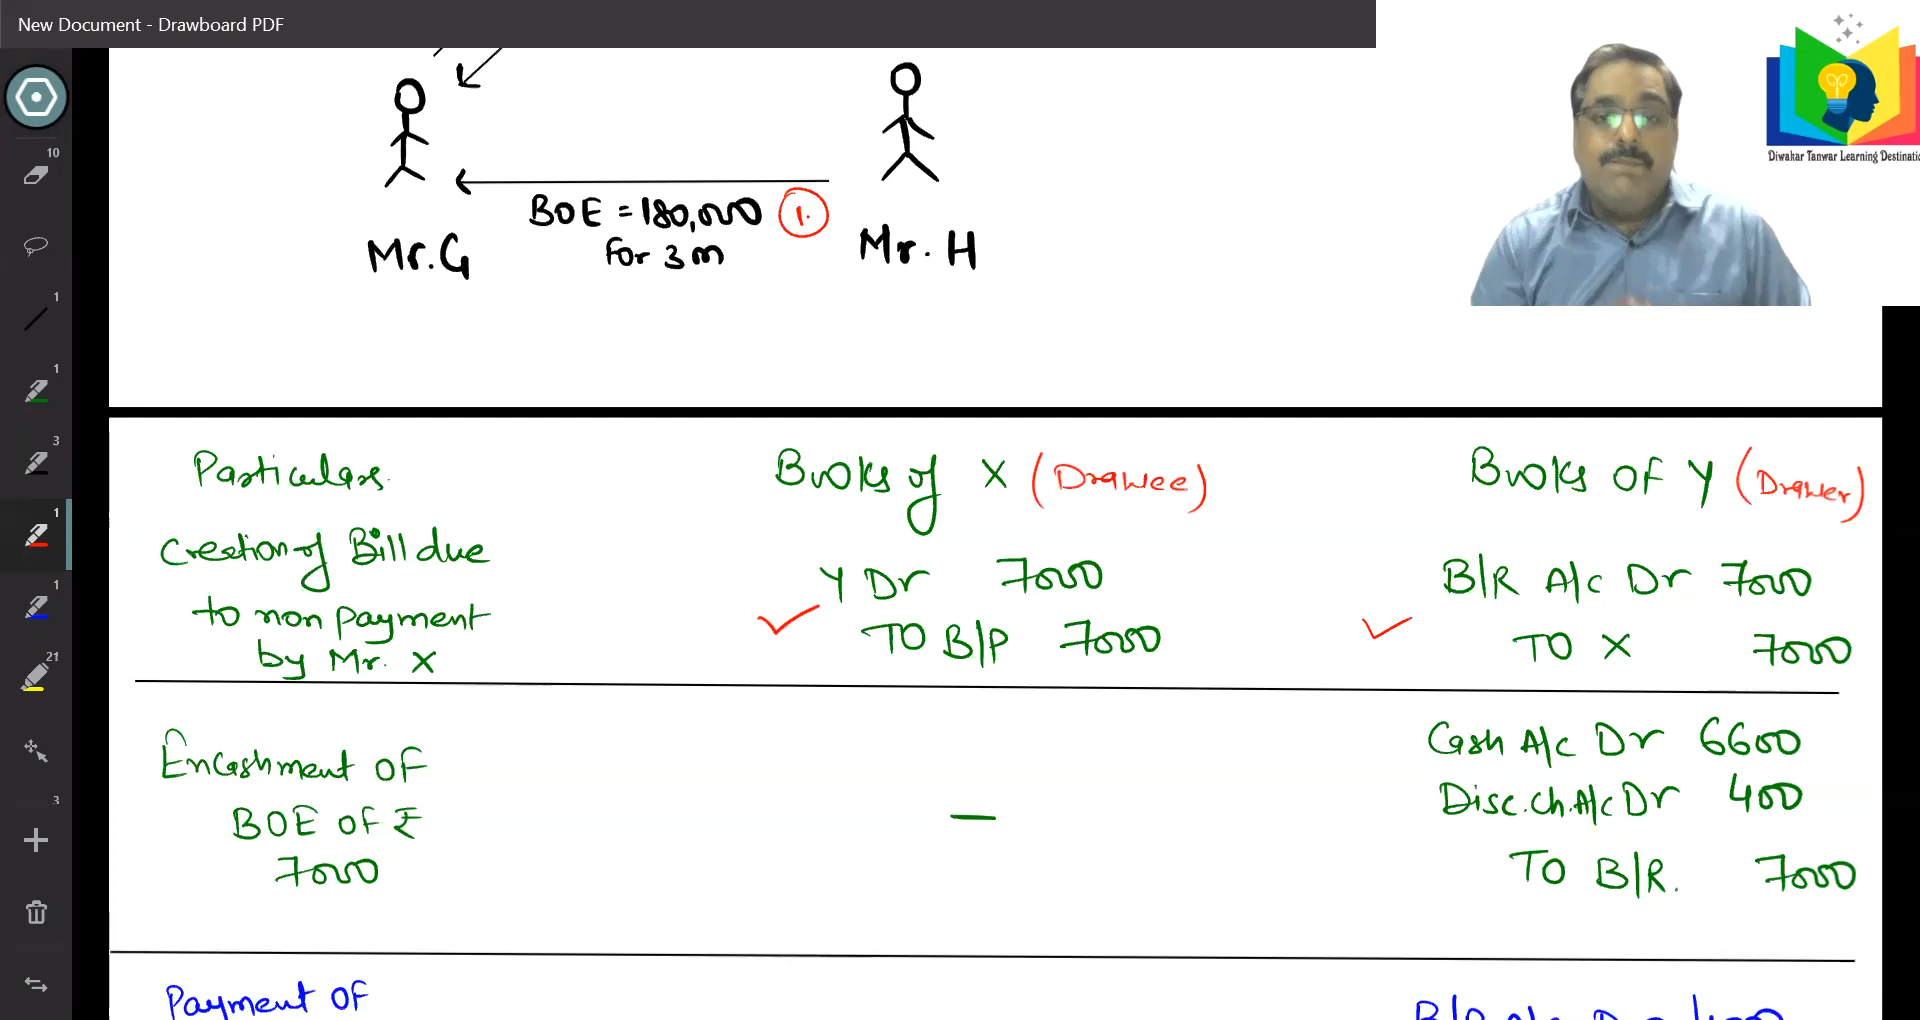 New Document - Drawboard PDF
Diwakar Tanwar Learning Destinatio
10
1
1
3
1
1
21
3
BOE = 180,000 1.
For 3m
Mr. G
Mr. H
Particulars
Books of X (Drawee)
Books of Y (Drawer)
Creation of Bill due
to non payment
by Mr. X
Y Dr 7000
TO B/P 7000
B/R A/c Dr 7000
TO X 7000
Encashment of
BOE of ₹
7000
—
Cash A/c Dr 6600
Disc.ch.A/c Dr 400
TO B/R. 7000
Payment of